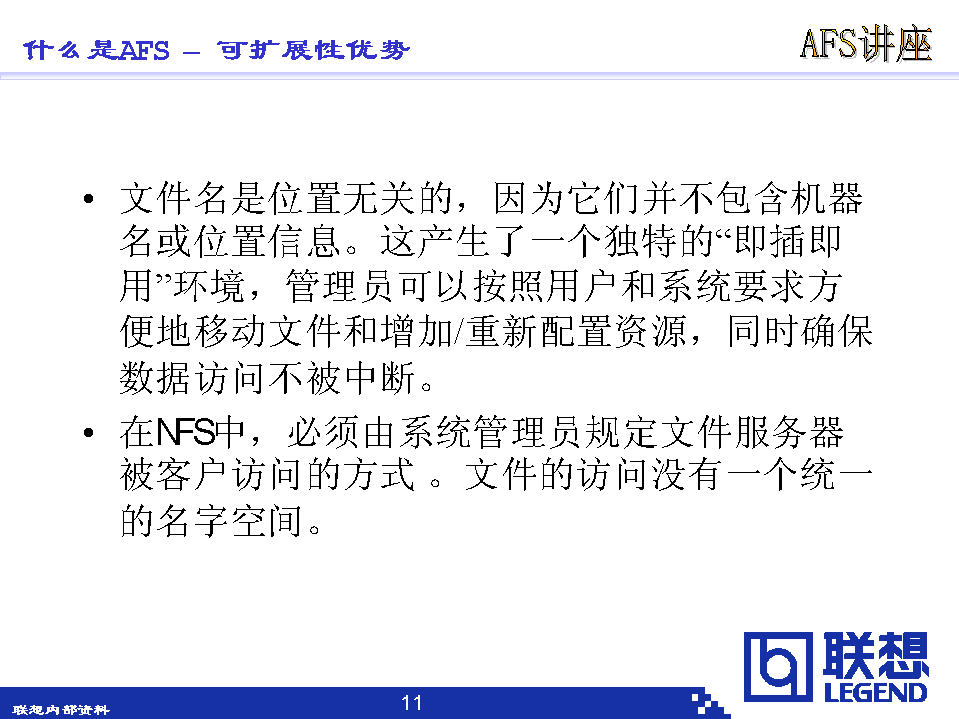 什么是AFS – 可扩展性优势
AFS讲座
• 文件名是位置无关的，因为它们并不包含机器
名或位置信息。这产生了一个独特的“即插即
用”环境，管理员可以按照用户和系统要求方
便地移动文件和增加/重新配置资源，同时确保
数据访问不被中断。
• 在NFS中，必须由系统管理员规定文件服务器
被客户访问的方式 。文件的访问没有一个统一
的名字空间。
联想
LEGEND
联想内部资料
11